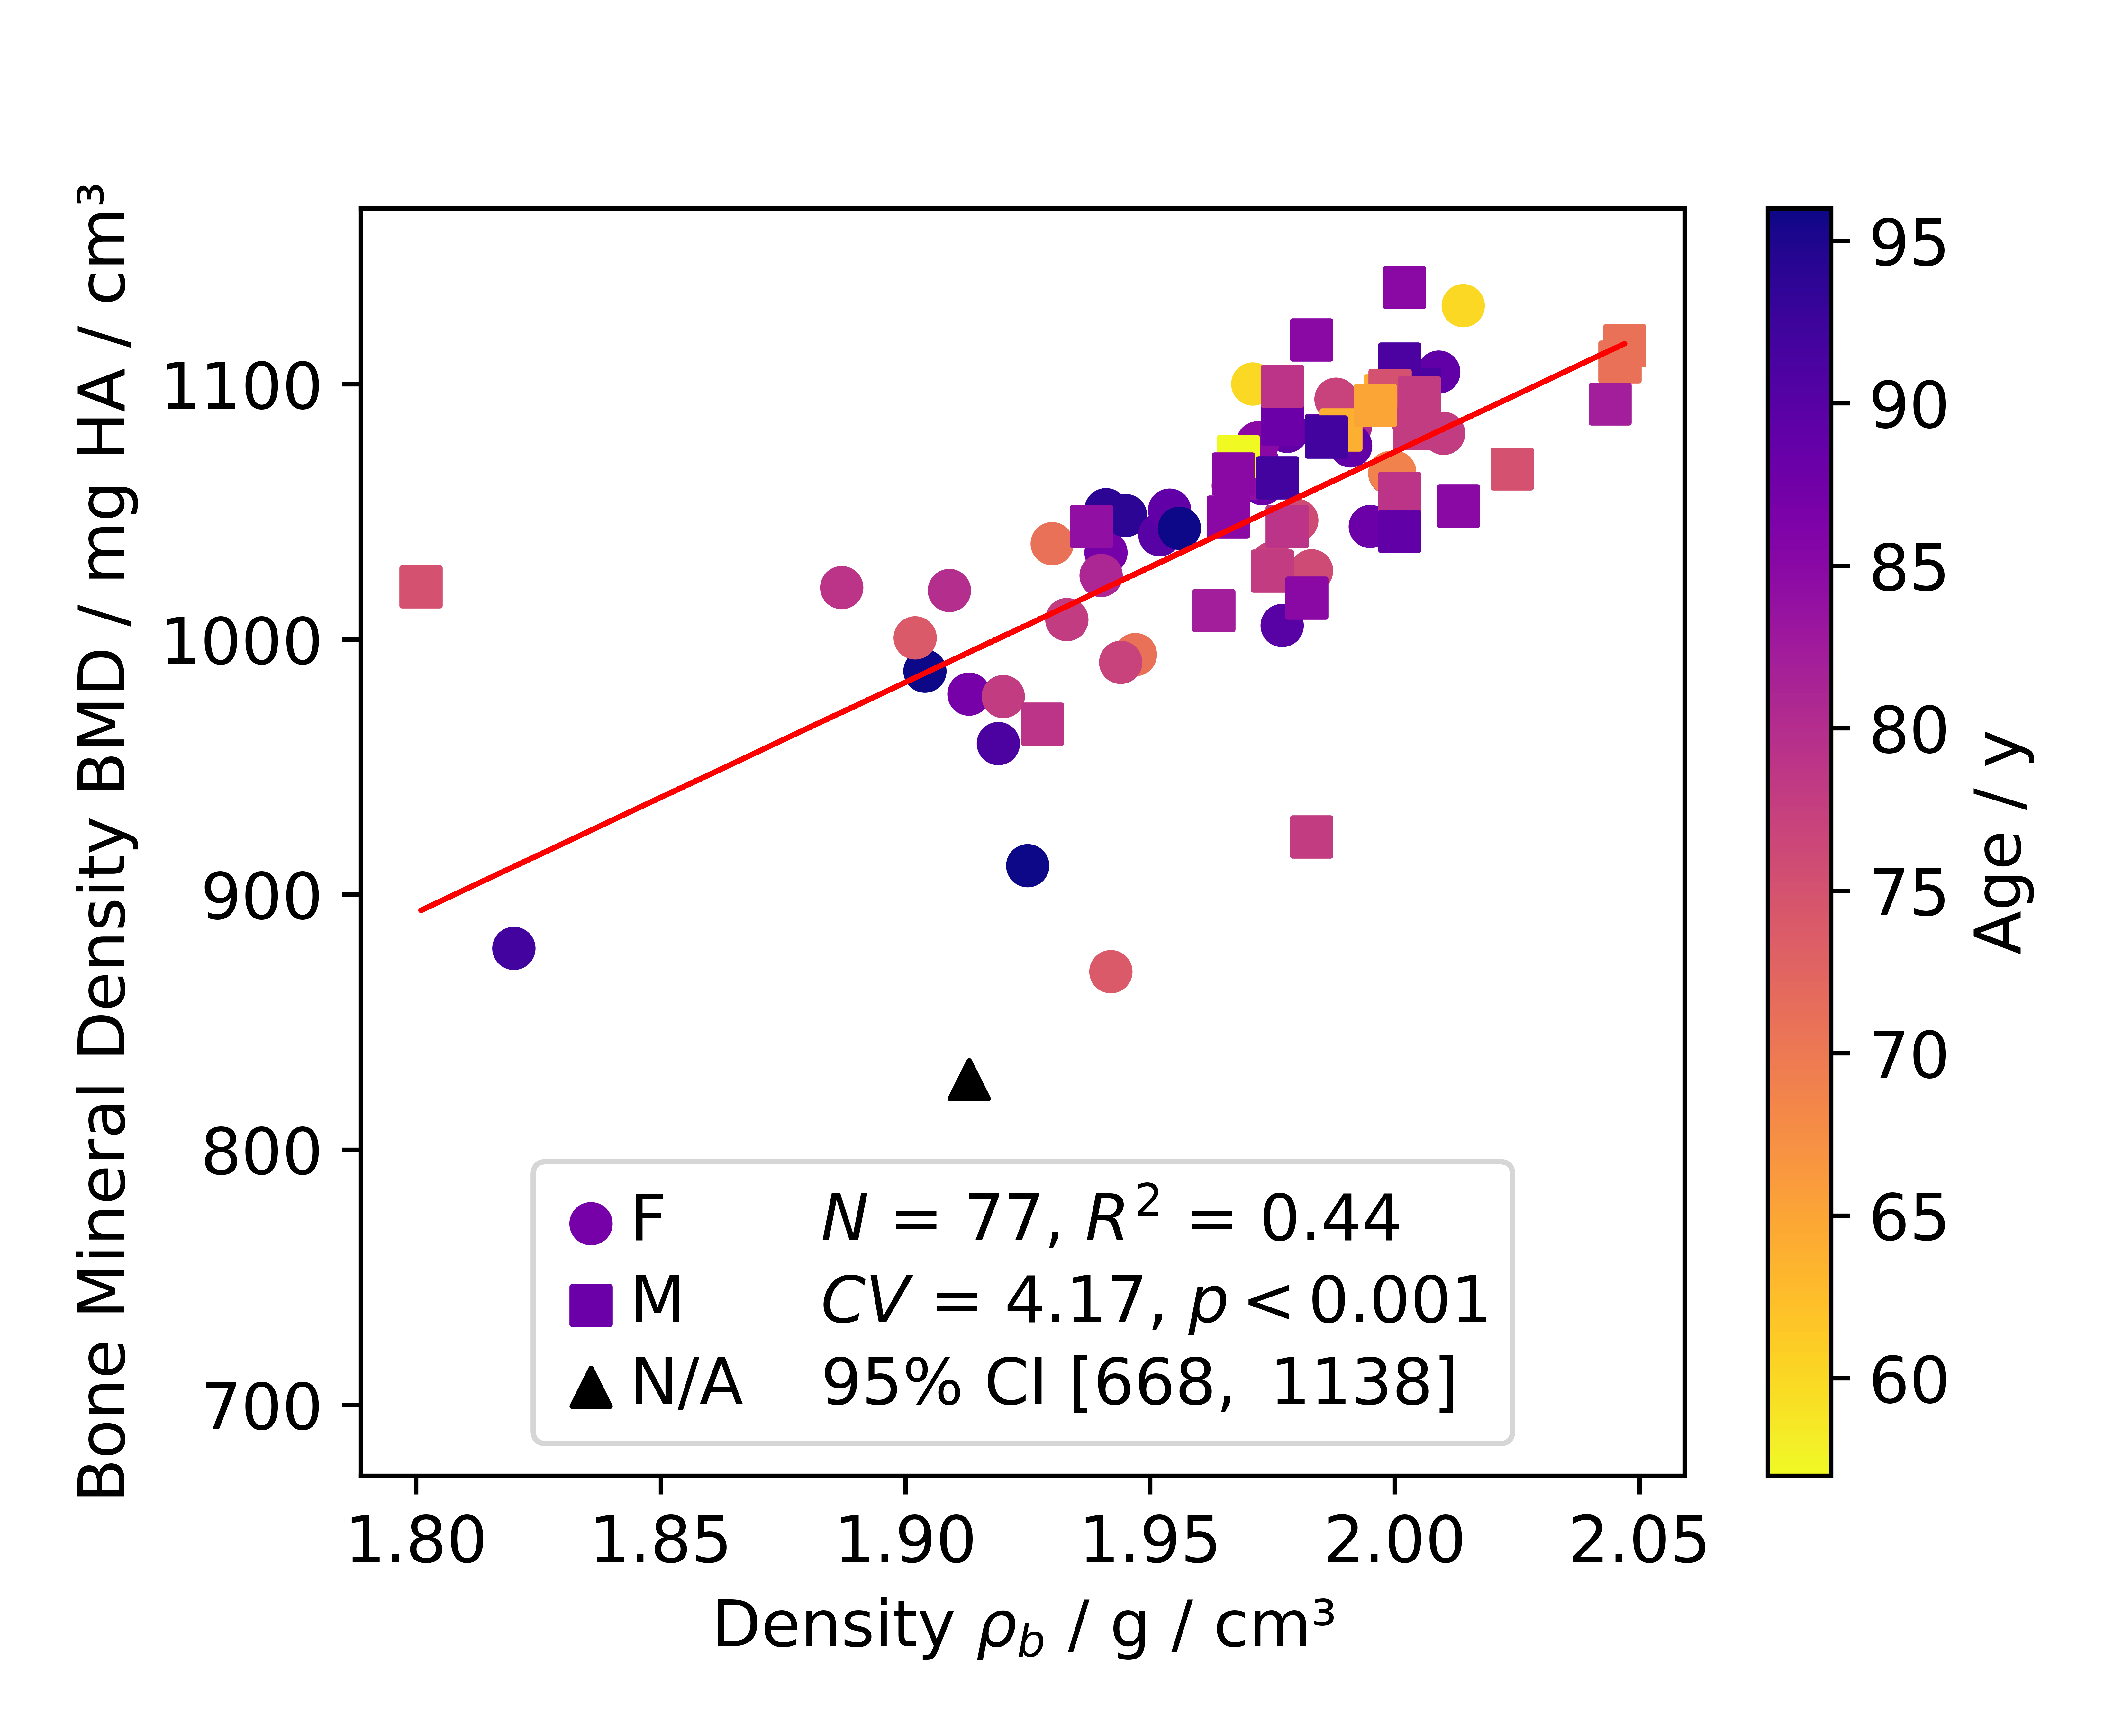 Bone Mineral Density BMD / mg HA / cm³
1100
1000
900
800
700
F
M
N/A
N = 77, R² = 0.44
CV = 4.17, p < 0.001
95% CI [668, 1138]
1.80 1.85 1.90 1.95 2.00 2.05
Density ρb / g / cm³
95
90
85
80
75
70
65
60
Age / y